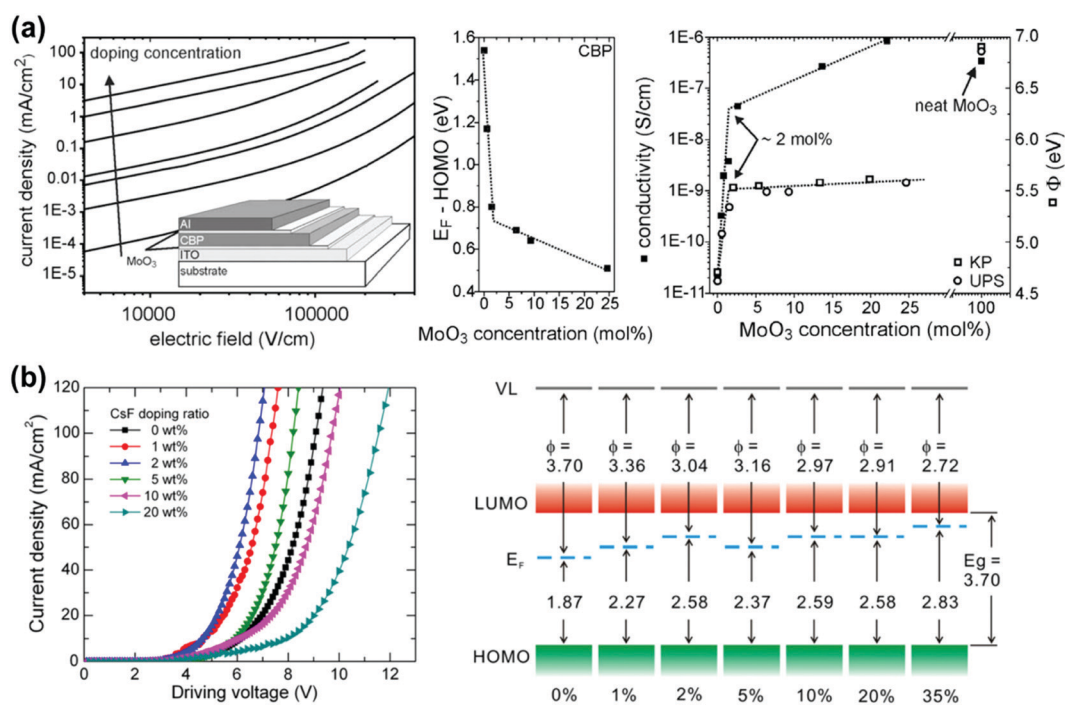 (a)
doping concentration
MoO3
Al
CBP
ITO
substrate
100
10
1
0.1
0.01
1E-3
1E-4
1E-5
current density (mA/cm²)
10000 100000
electric field (V/cm)
CBP
1.6
1.4
1.2
1.0
0.8
0.6
0.4
E_F - HOMO (eV)
0 5 10 15 20 25
MoO3 concentration (mol%)
1E-6
1E-7
1E-8
1E-9
1E-10
1E-11
■ conductivity (S/cm)
~ 2 mol%
neat MoO3
□ KP
○ UPS
7.0
6.5
6.0
5.5
5.0
4.5
□ Φ (eV)
0 5 10 15 20 25 100
MoO3 concentration (mol%)
(b)
CsF doping ratio
0 wt%
1 wt%
2 wt%
5 wt%
10 wt%
20 wt%
120
100
80
60
40
20
0
Current density (mA/cm²)
0 2 4 6 8 10 12
Driving voltage (V)
VL
ϕ = ϕ = ϕ = ϕ = ϕ = ϕ = ϕ =
3.70 3.36 3.04 3.16 2.97 2.91 2.72
LUMO
E_F
Eg =
3.70
1.87 2.27 2.58 2.37 2.59 2.58 2.83
HOMO
0% 1% 2% 5% 10% 20% 35%